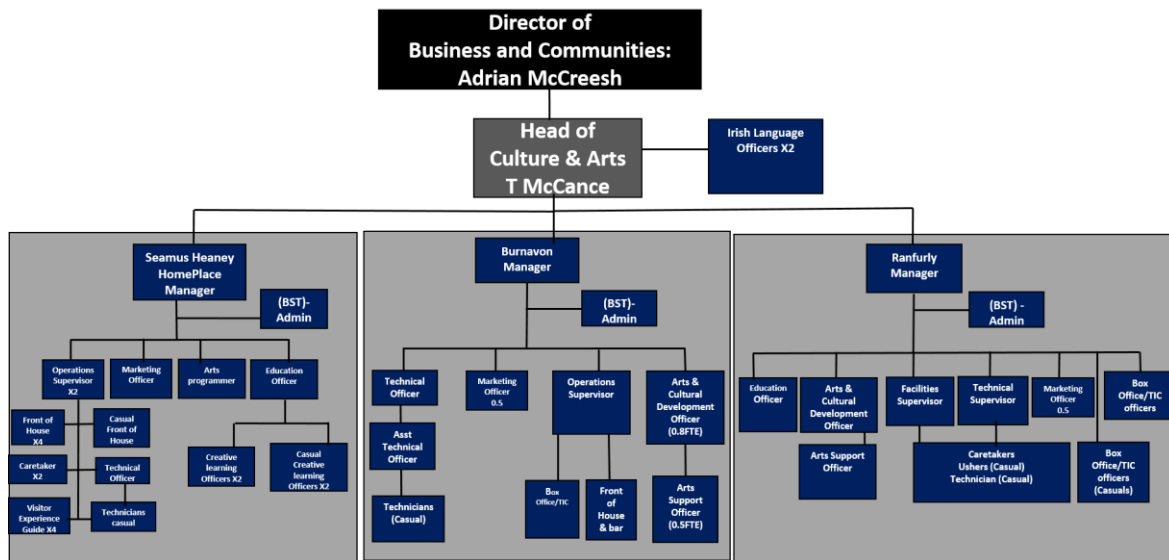 Director of
Business and Communities:
Adrian McCreesh
Head of
Culture & Arts
T McCance
Irish Language
Officers X2
Seamus Heaney
HomePlace
Manager
(BST)-
Admin
Operations
Supervisor
X2
Marketing
Officer
Arts
programmer
Education
Officer
Front of
House X4
Casual
Front of
House
Caretaker
X2
Technical
Officer
Visitor
Experience
Guide X4
Technicians
casual
Creative
learning
Officers X2
Casual
Creative
learning
Officers X2
Burnavon
Manager
(BST)-
Admin
Technical
Officer
Marketing
Officer
0.5
Operations
Supervisor
Arts &
Cultural
Development
Officer
(0.8FTE)
Asst
Technical
Officer
Technicians
(Casual)
Box
Office/TIC
Front
of
House
& bar
Arts
Support
Officer
(0.5FTE)
Ranfurly
Manager
(BST) -
Admin
Education
Officer
Arts &
Cultural
Development
Officer
Facilities
Supervisor
Technical
Supervisor
Marketing
Officer 0.5
Box
Office/TIC
officers
Arts Support
Officer
Caretakers
Ushers (Casual)
Technician (Casual)
Box
Office/TIC
officers
(Casuals)